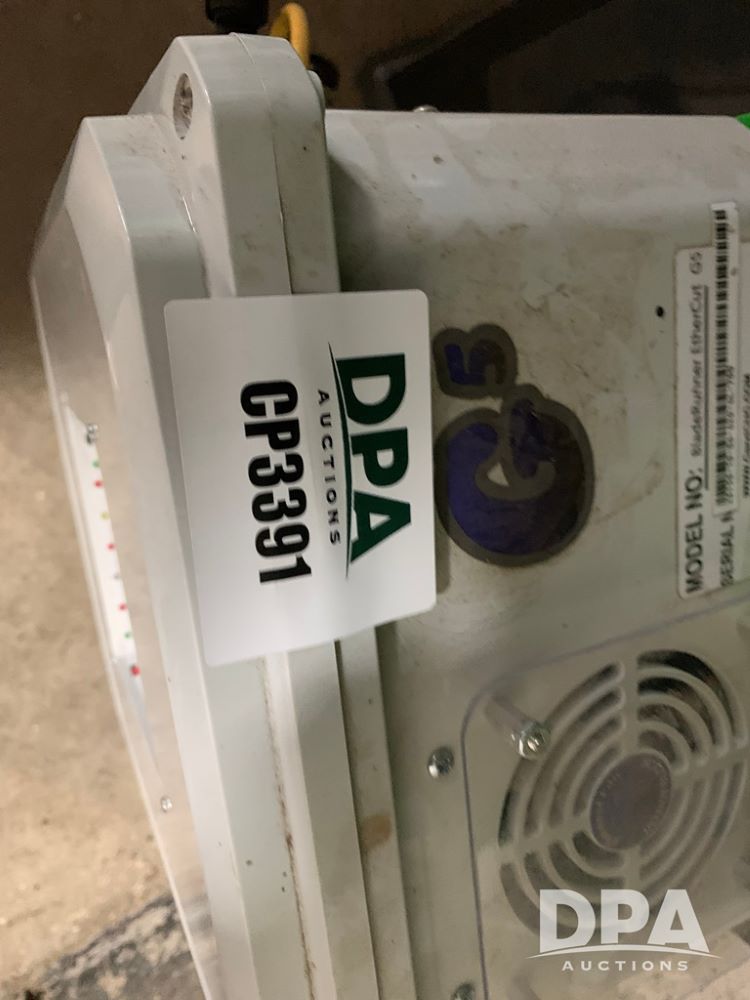 DPA
AUCTIONS
CP3391
G5
MODEL NO: BladeRunner EtherCut G5
SERIAL N
DPA
AUCTIONS